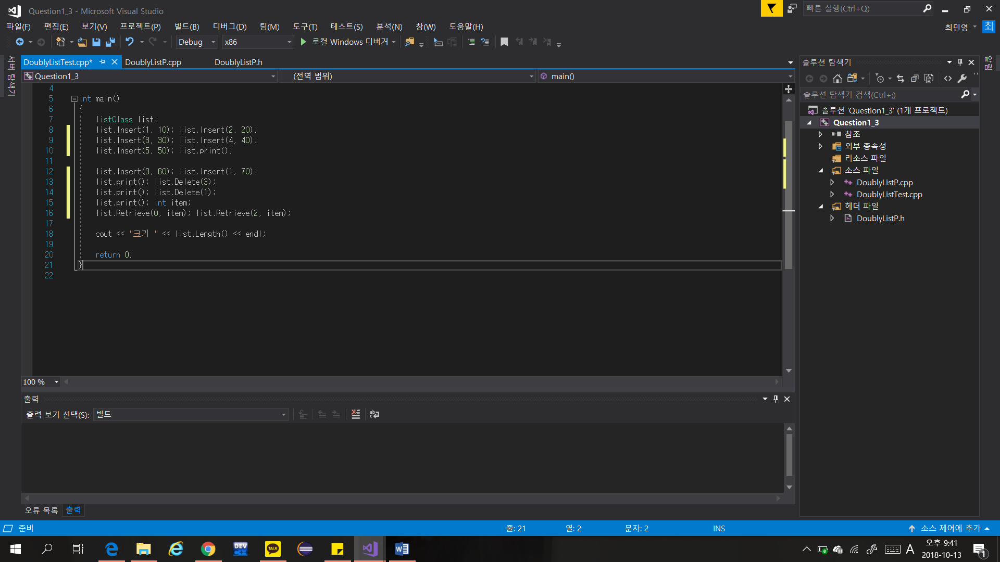 Question1_3 - Microsoft Visual Studio
빠른 실행(Ctrl+Q)
파일(F) 편집(E) 보기(V) 프로젝트(P) 빌드(B) 디버그(D) 팀(M) 도구(T) 테스트(S) 분석(N) 창(W) 도움말(H)
최민영 최
Debug x86 로컬 Windows 디버거
서버 탐색기
DoublyListTest.cpp* DoublyListP.cpp DoublyListP.h
Question1_3 (전역 범위) main()
4
5 int main()
6 {
7 listClass list;
8 list.Insert(1, 10); list.Insert(2, 20);
9 list.Insert(3, 30); list.Insert(4, 40);
10 list.Insert(5, 50); list.print();
11
12 list.Insert(3, 60); list.Insert(1, 70);
13 list.print(); list.Delete(3);
14 list.print(); list.Delete(1);
15 list.print(); int item;
16 list.Retrieve(0, item); list.Retrieve(2, item);
17
18 cout << "크기 " << list.Length() << endl;
19
20 return 0;
21 }
22
100 %
출력
출력 보기 선택(S): 빌드
오류 목록 출력
솔루션 탐색기
솔루션 탐색기 검색(Ctrl+;)
솔루션 'Question1_3' (1개 프로젝트)
Question1_3
참조
외부 종속성
리소스 파일
소스 파일
DoublyListP.cpp
DoublyListTest.cpp
헤더 파일
DoublyListP.h
알림
준비 줄: 21 열: 2 문자: 2 INS 소스 제어에 추가
DEV C++ TALK A
오후 9:41
2018-10-13
1